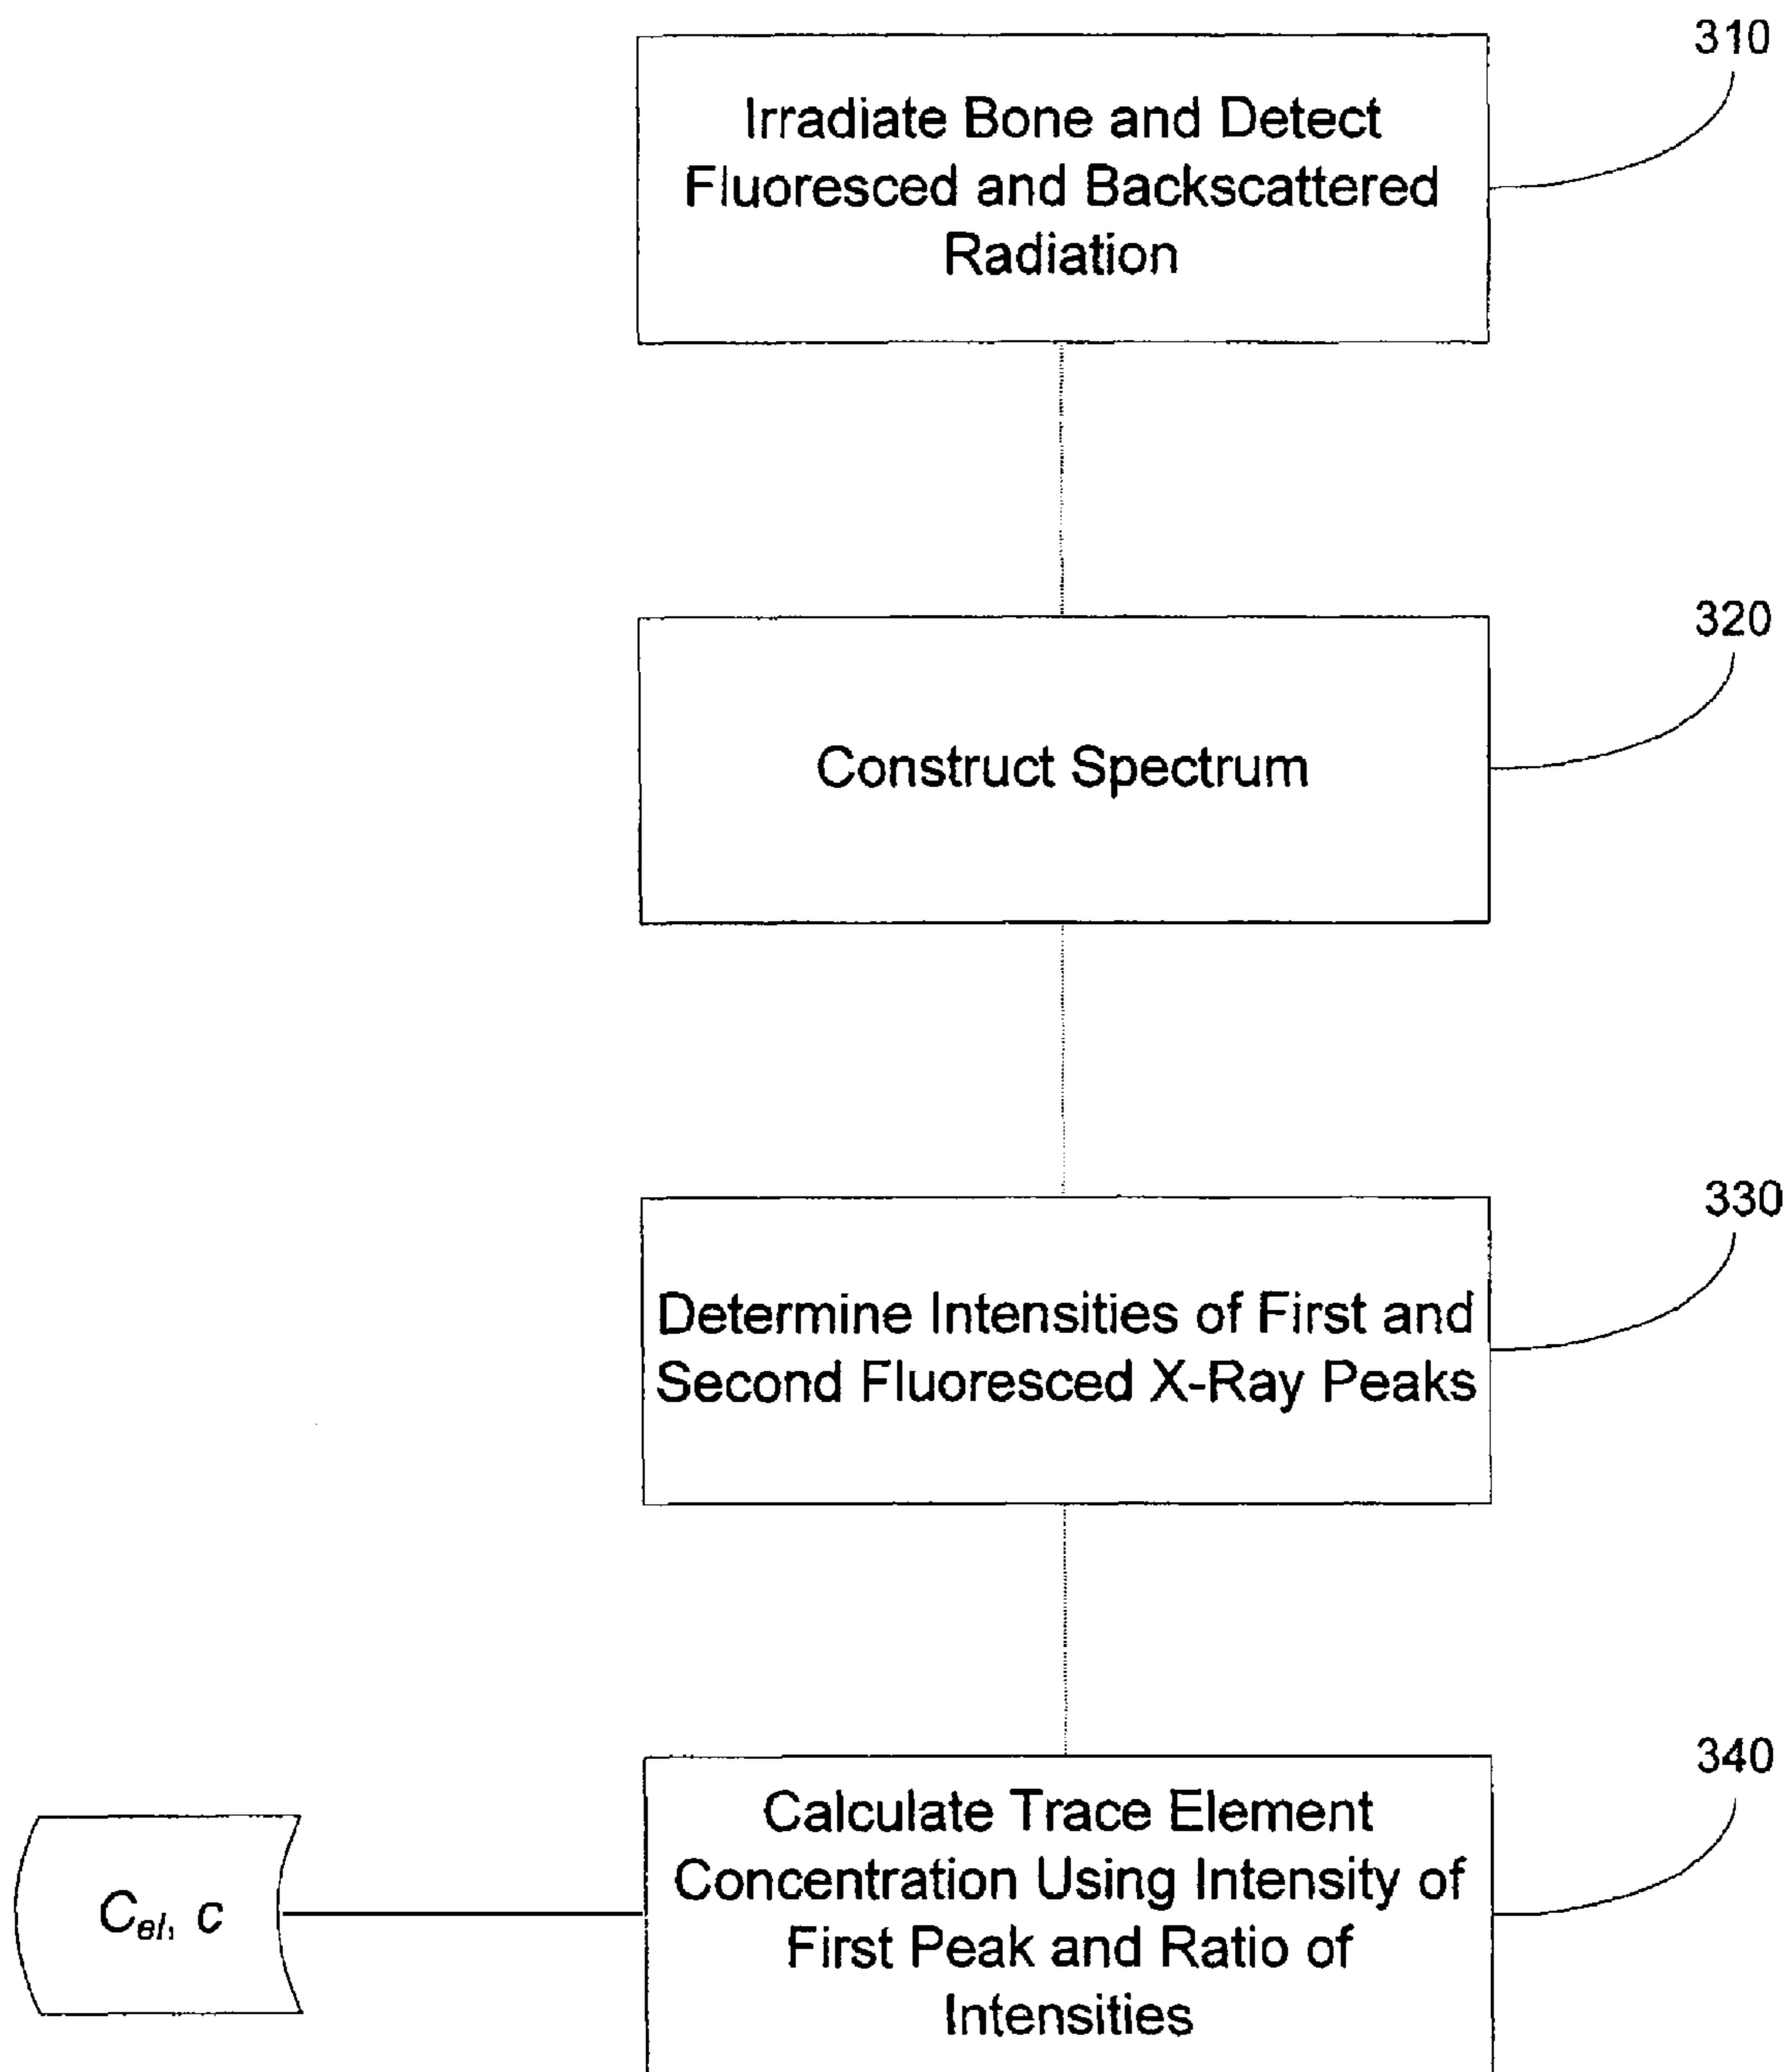 310
Irradiate Bone and Detect
Fluoresced and Backscattered
Radiation
320
Construct Spectrum
330
Determine Intensities of First and
Second Fluoresced X-Ray Peaks
340
Calculate Trace Element
Concentration Using Intensity of
First Peak and Ratio of
Intensities
C_el, c